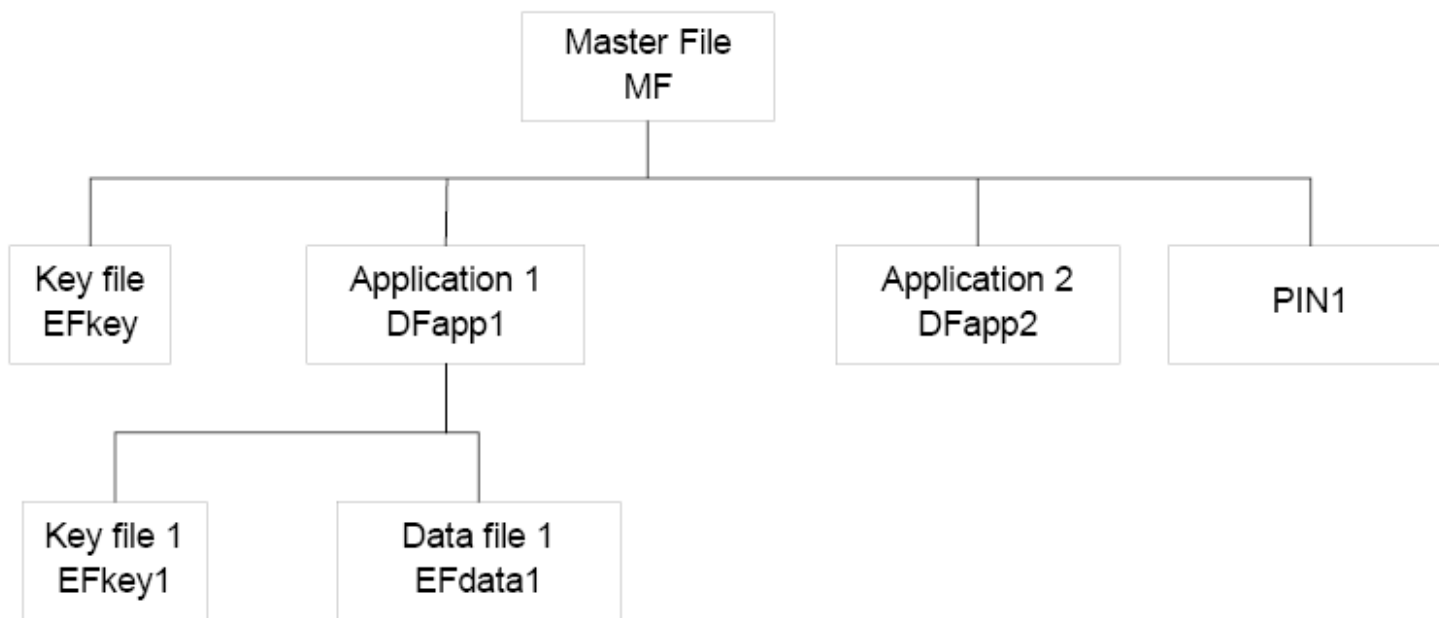 Master File
MF
Key file
EFkey
Application 1
DFapp1
Application 2
DFapp2
PIN1
Key file 1
EFkey1
Data file 1
EFdata1